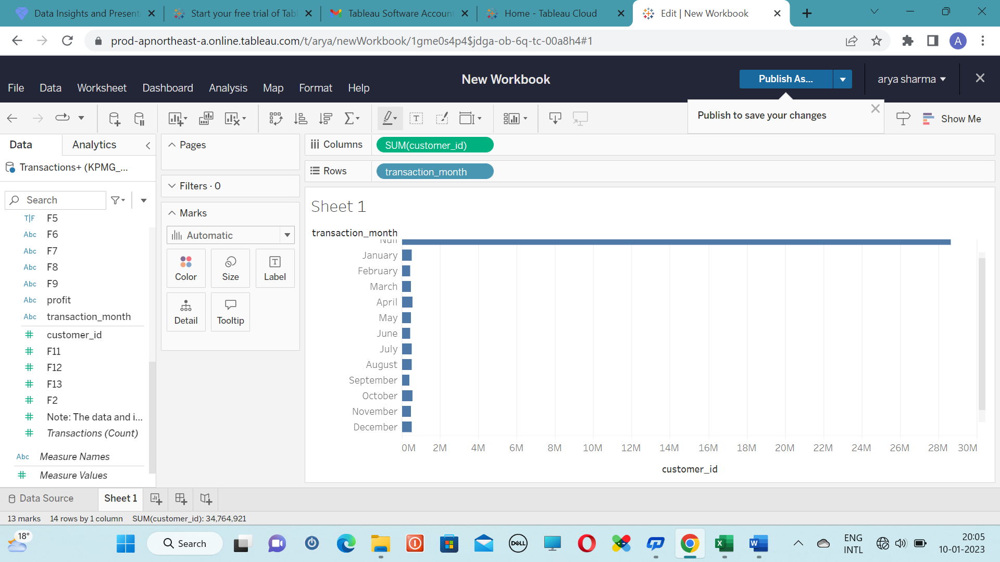 Data Insights and Present
Start your free trial of Tabl
Tableau Software Account
Home - Tableau Cloud
Edit | New Workbook
prod-apnortheast-a.online.tableau.com/t/arya/newWorkbook/1gme0s4p4$jdga-ob-6q-tc-00a8h4#1
A
New Workbook
Publish As...
arya sharma
File Data Worksheet Dashboard Analysis Map Format Help
Publish to save your changes
Show Me
Data
Analytics
Transactions+ (KPMG_...
Search
T|F F5
Abc F6
Abc F7
Abc F8
Abc F9
Abc profit
Abc transaction_month
# customer_id
# F11
# F12
# F13
# F2
# Note: The data and i...
# Transactions (Count)
Abc Measure Names
# Measure Values
Pages
Filters · 0
Marks
Automatic
Color
Size
Label
T
Detail
Tooltip
Columns
SUM(customer_id)
Rows
transaction_month
Sheet 1
transaction_month
Null
January
February
March
April
May
June
July
August
September
October
November
December
0M 2M 4M 6M 8M 10M 12M 14M 16M 18M 20M 22M 24M 26M 28M 30M
customer_id
Data Source
Sheet 1
13 marks 14 rows by 1 column SUM(customer_id): 34,764,921
18°
Search
DELL
X
W
ENG
INTL
20:05
10-01-2023